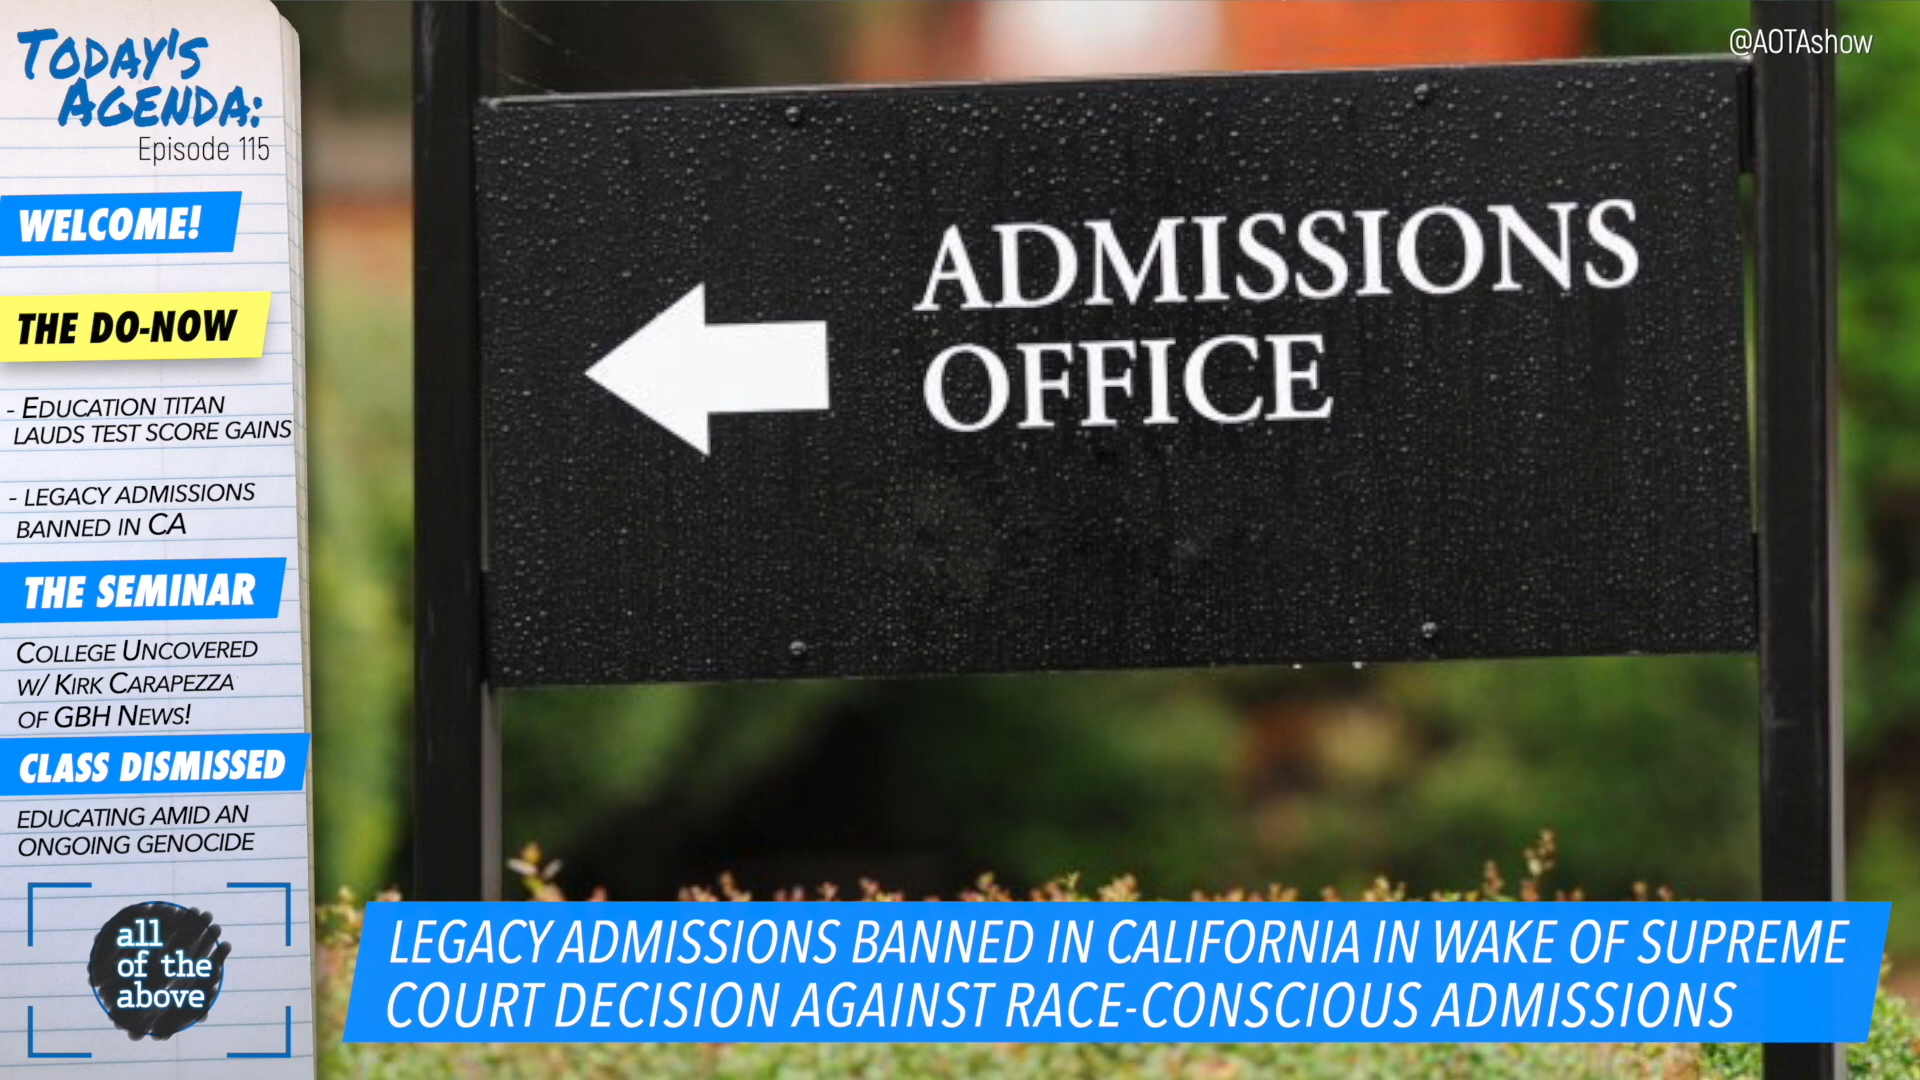 TODAY'S
AGENDA:
Episode 115
WELCOME!
THE DO-NOW
- EDUCATION TITAN
LAUDS TEST SCORE GAINS
- LEGACY ADMISSIONS
BANNED IN CA
THE SEMINAR
COLLEGE UNCOVERED
W/ KIRK CARAPEZZA
OF GBH NEWS!
CLASS DISMISSED
EDUCATING AMID AN
ONGOING GENOCIDE
all
of the
above
@AOTAshow
ADMISSIONS
OFFICE
LEGACY ADMISSIONS BANNED IN CALIFORNIA IN WAKE OF SUPREME
COURT DECISION AGAINST RACE-CONSCIOUS ADMISSIONS